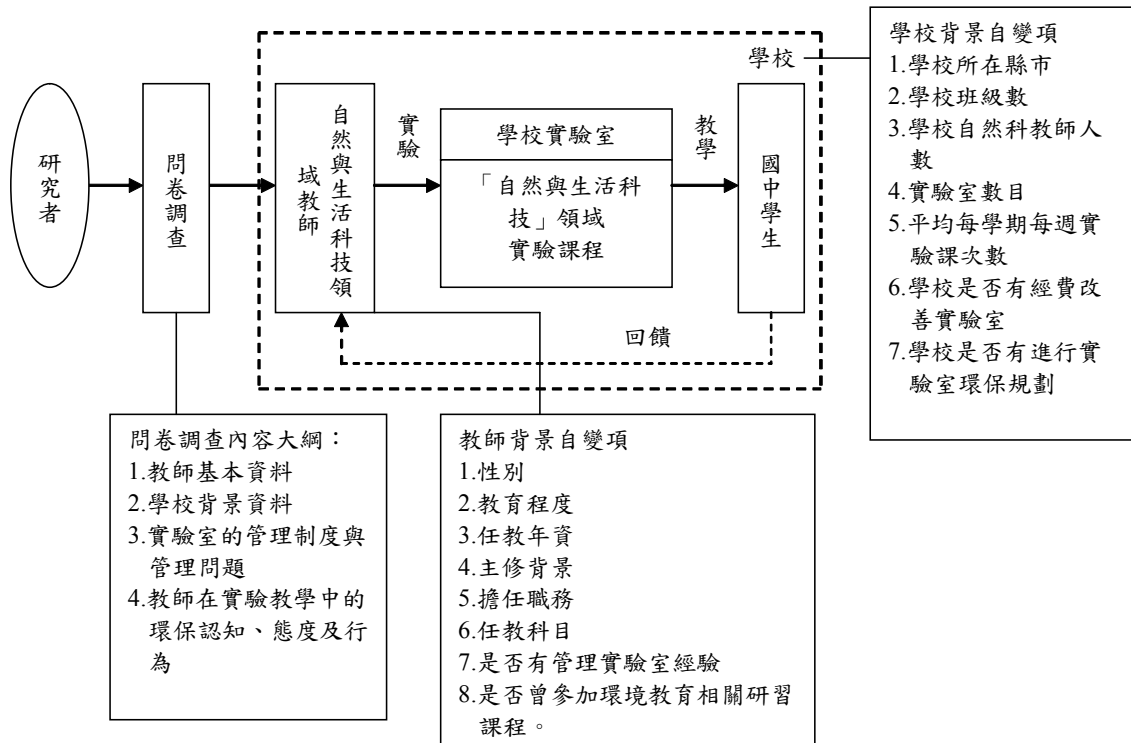 研究者
問卷調查
自然與生活科技領
域教師
實驗
學校實驗室
「自然與生活科
技」領域
實驗課程
教學
國中學生
學校
回饋
學校背景自變項
1.學校所在縣市
2.學校班級數
3.學校自然科教師人
數
4.實驗室數目
5.平均每學期每週實
驗課次數
6.學校是否有經費改
善實驗室
7.學校是否有進行實
驗室環保規劃
問卷調查內容大綱：
1.教師基本資料
2.學校背景資料
3.實驗室的管理制度與
管理問題
4.教師在實驗教學中的
環保認知、態度及行
為
教師背景自變項
1.性別
2.教育程度
3.任教年資
4.主修背景
5.擔任職務
6.任教科目
7.是否有管理實驗室經驗
8.是否曾參加環境教育相關研習
課程。